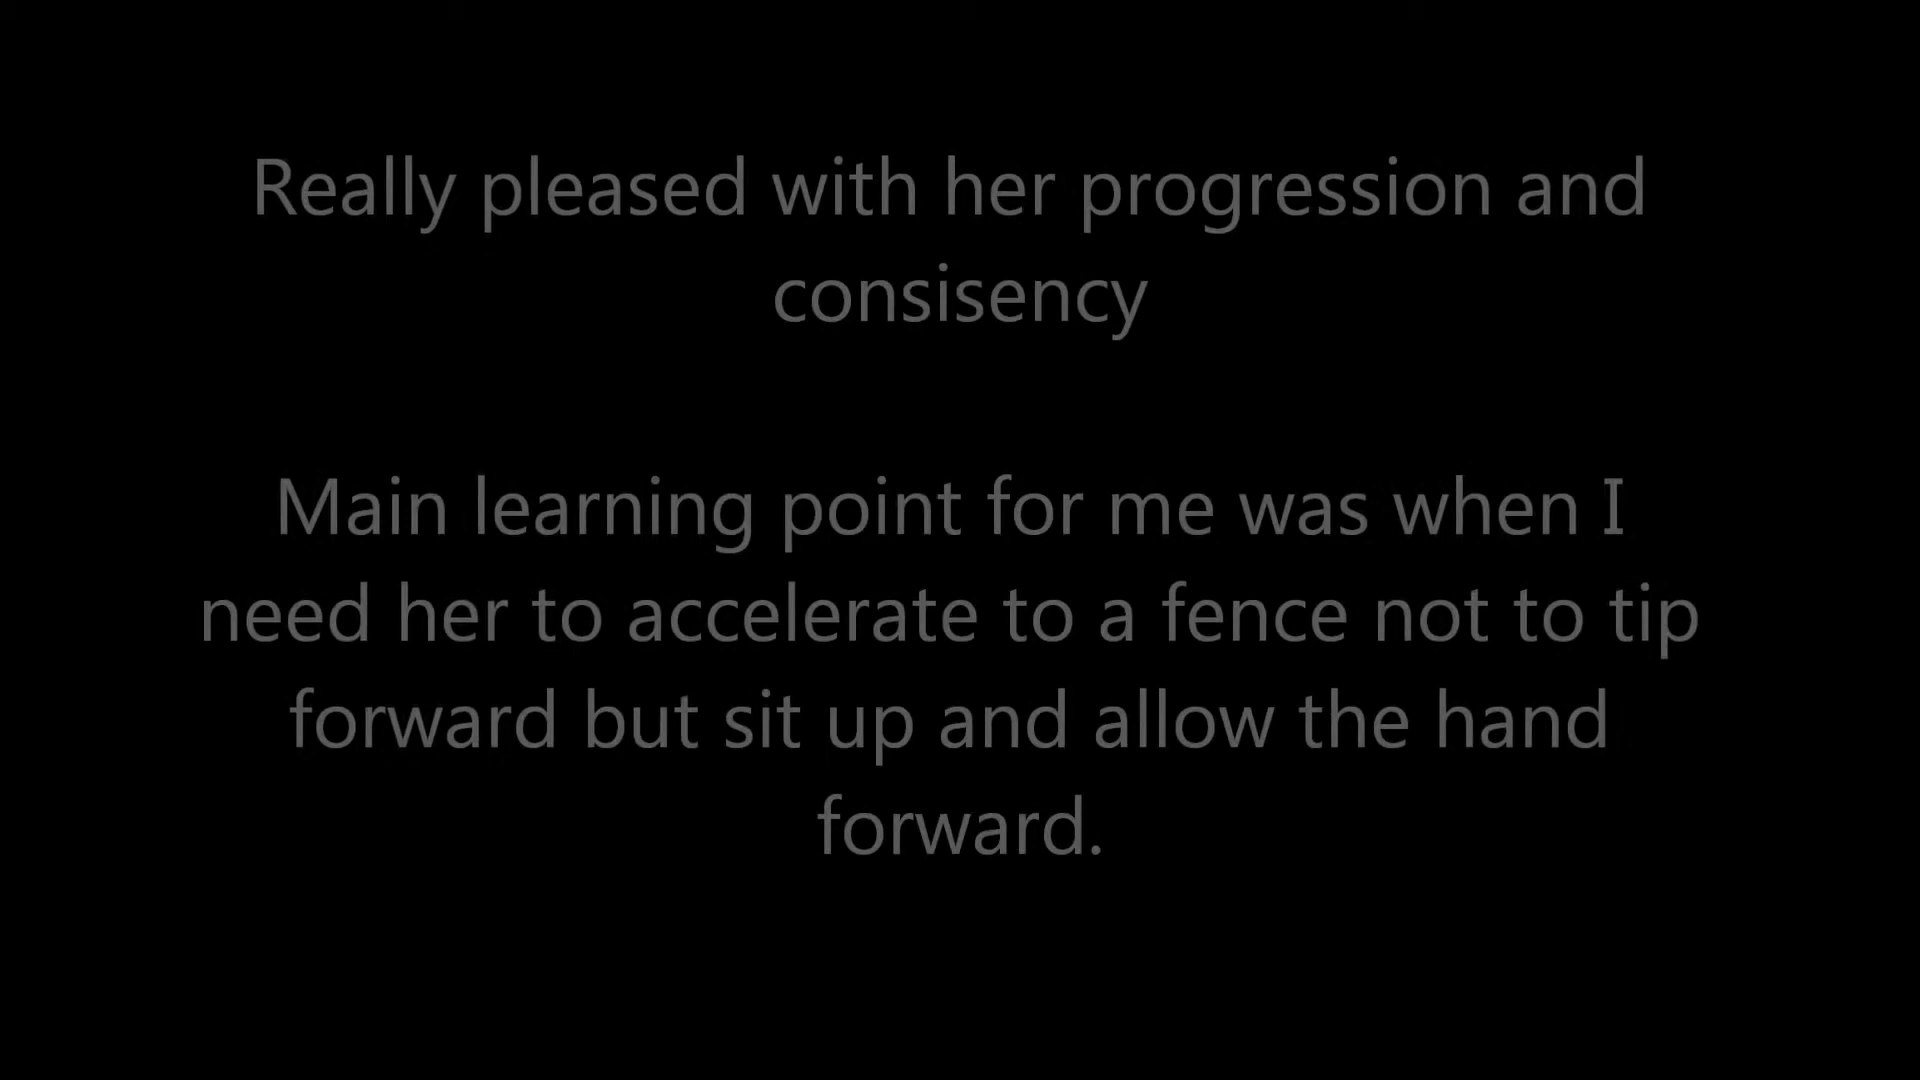 Really pleased with her progression and
consisency
Main learning point for me was when I
need her to accelerate to a fence not to tip
forward but sit up and allow the hand
forward.